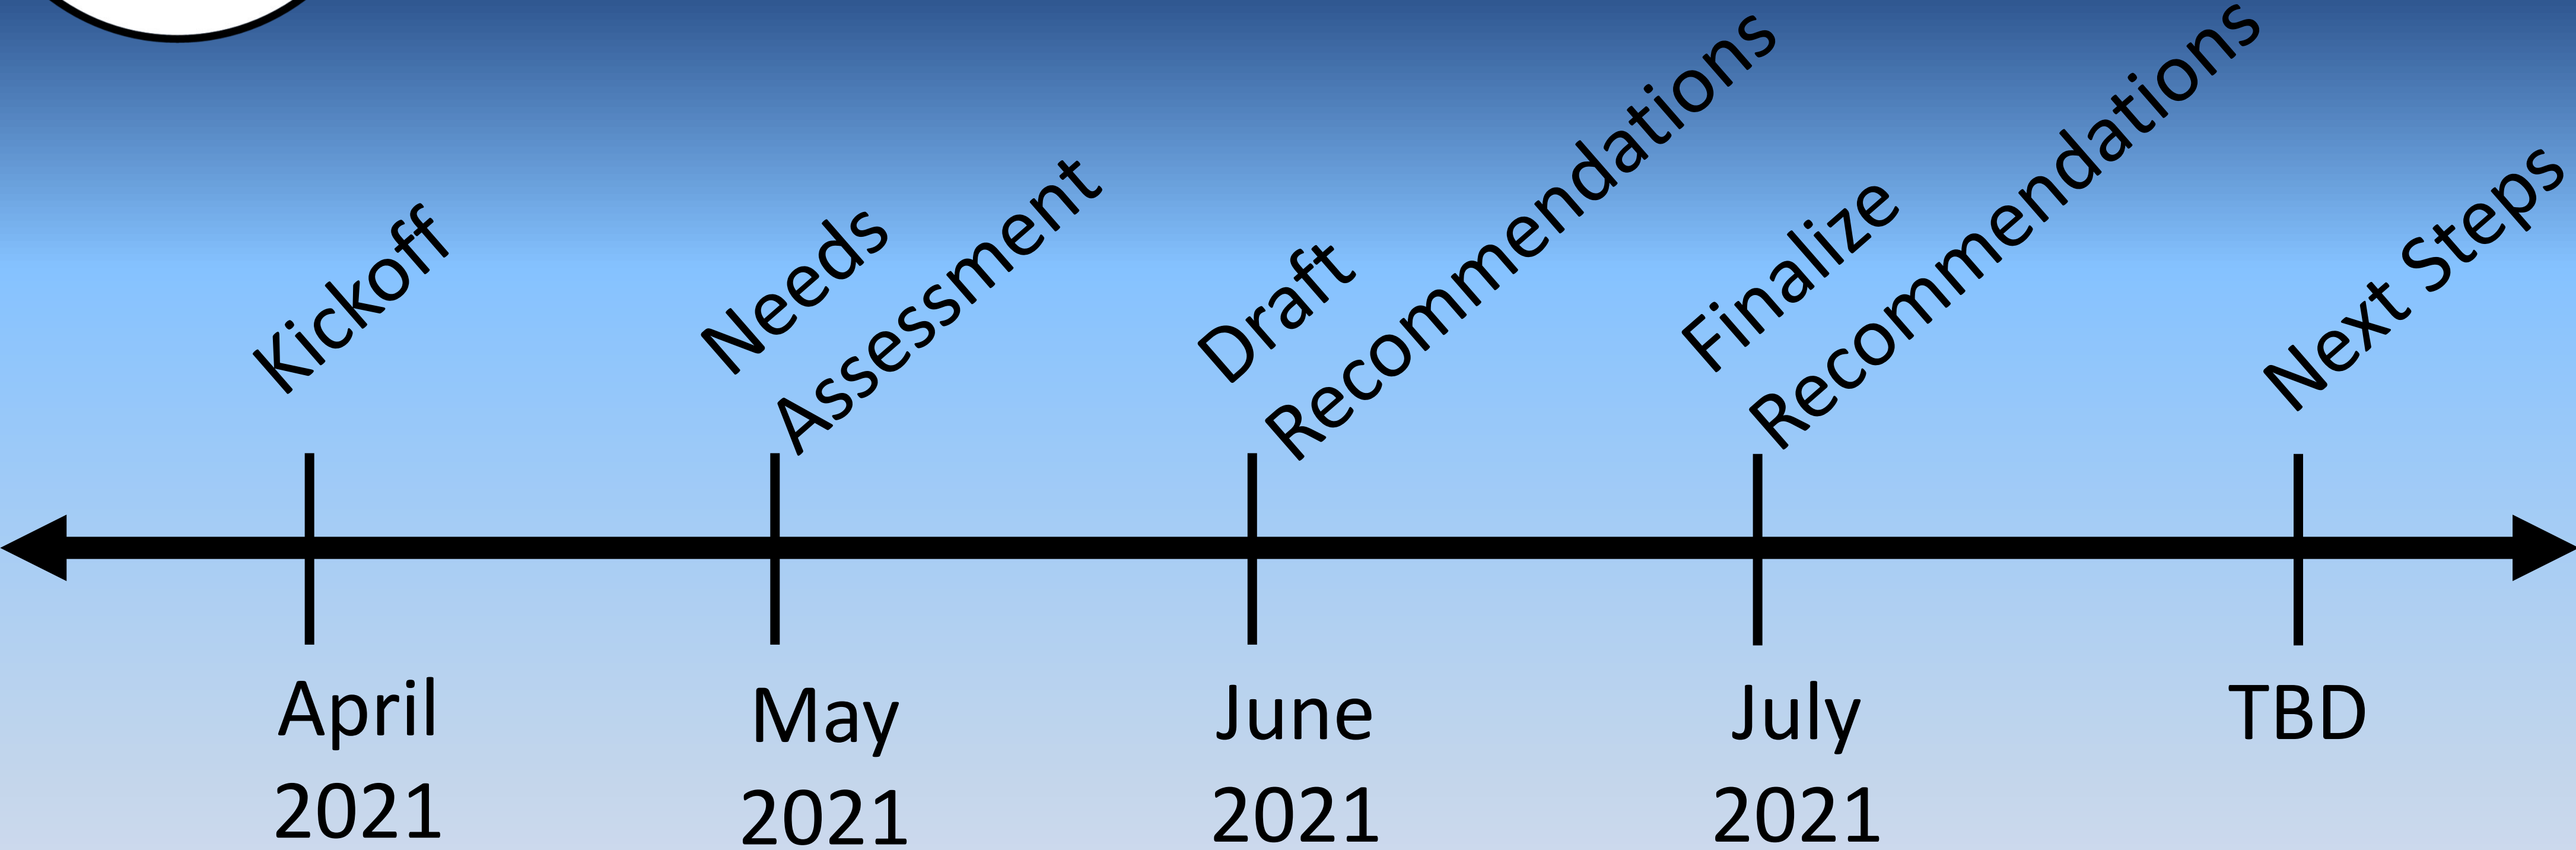 Kickoff
Needs
Assessment
Draft
Recommendations
Finalize
Recommendations
Next Steps
April
2021
May
2021
June
2021
July
2021
TBD